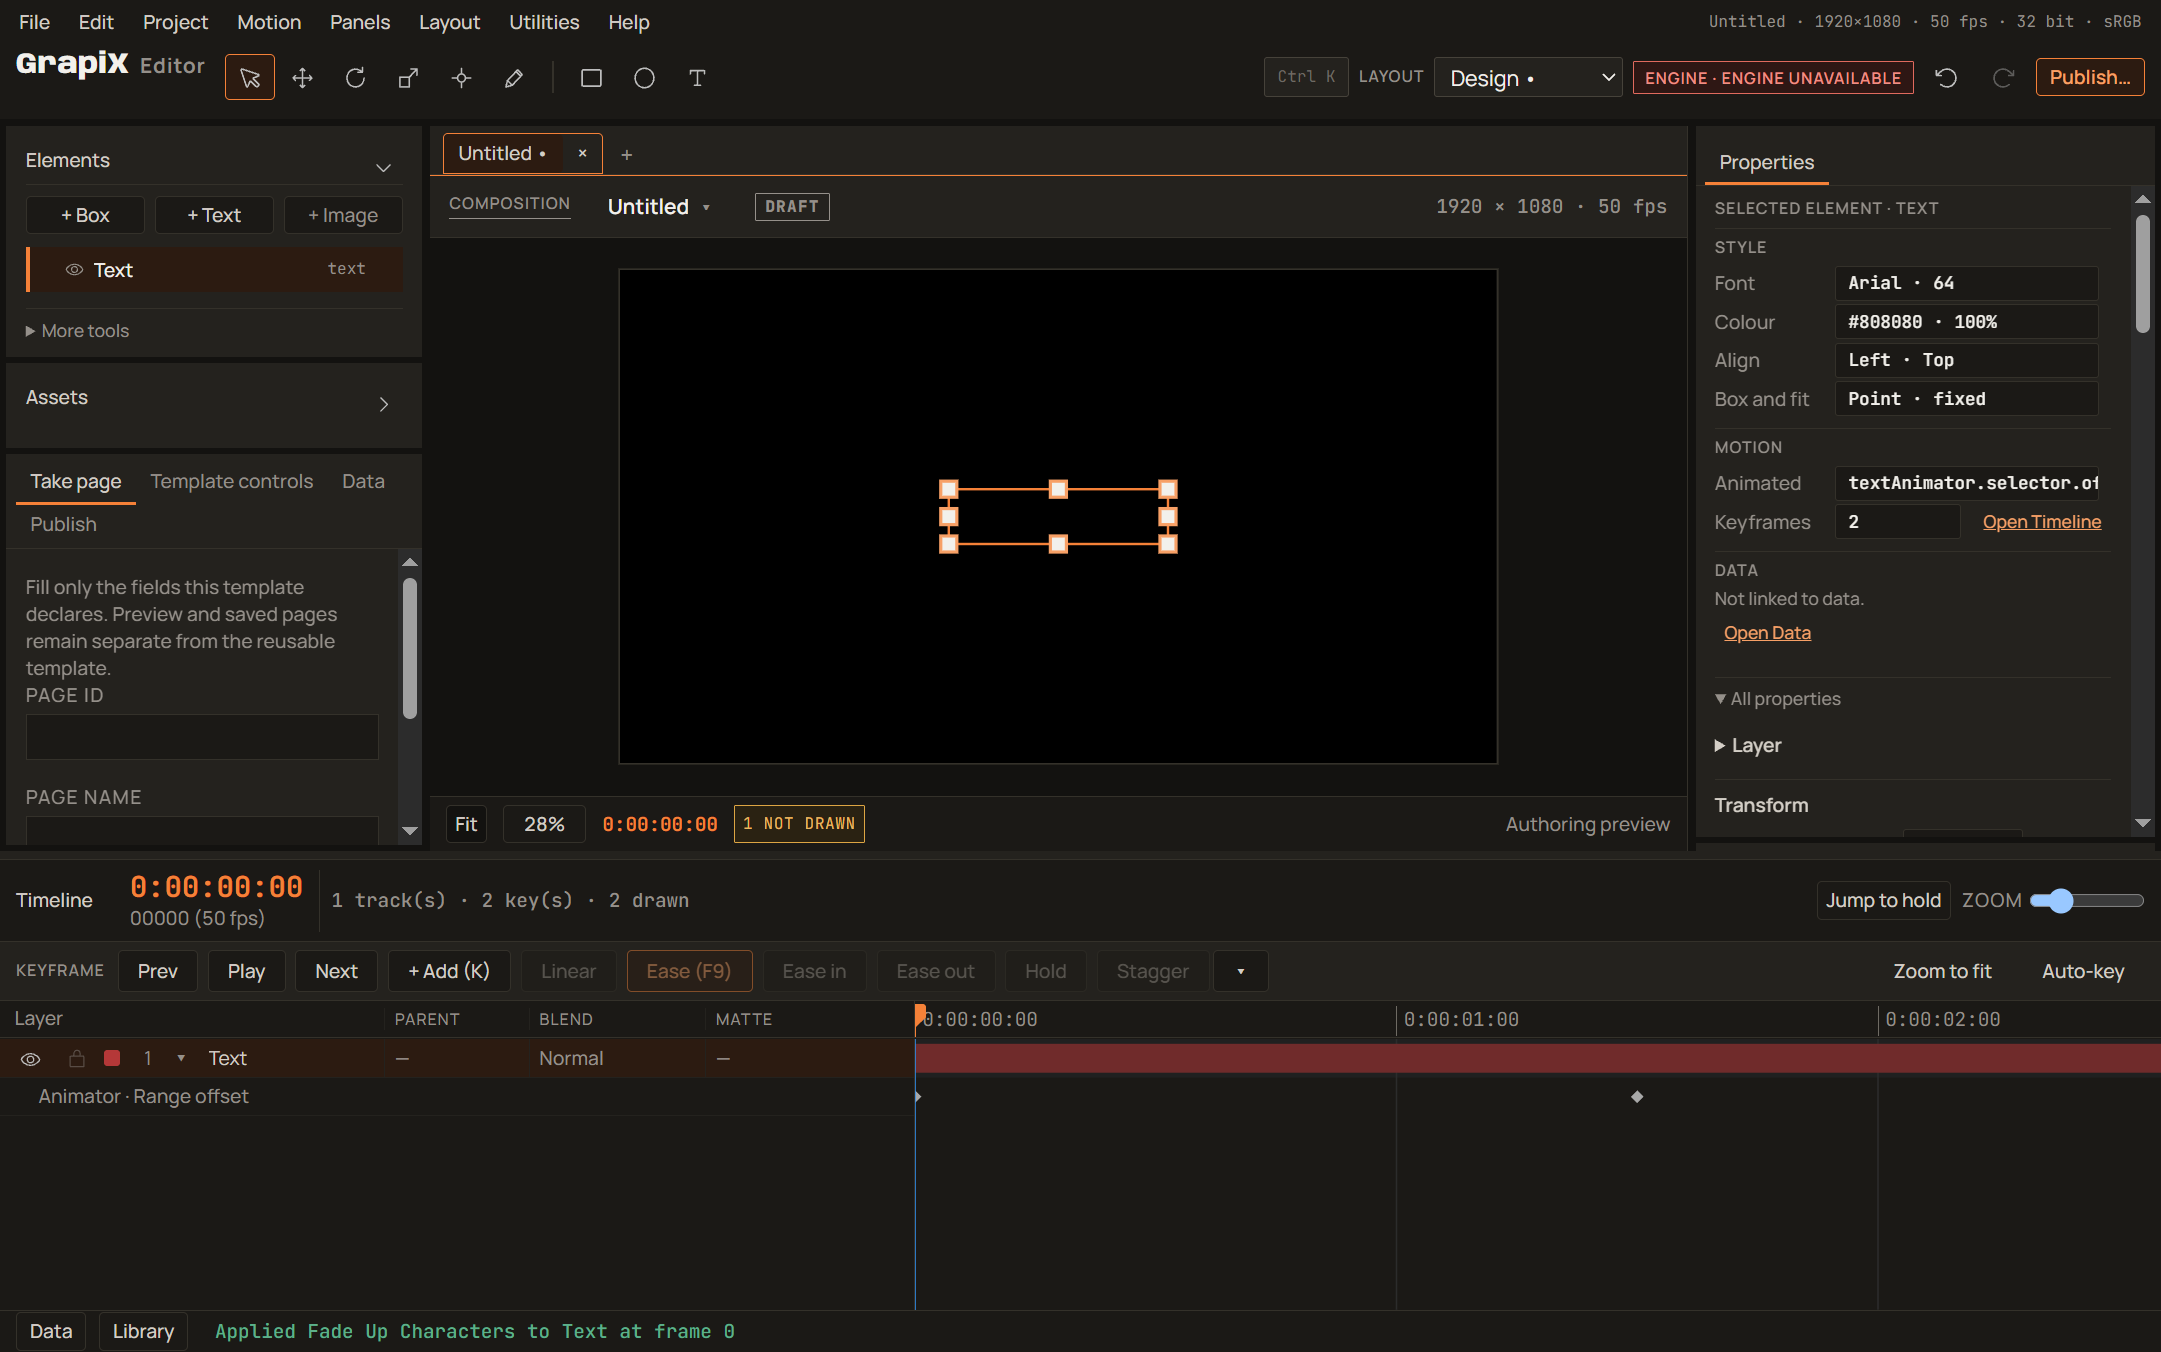 File Edit Project Motion Panels Layout Utilities Help
Untitled · 1920×1080 · 50 fps · 32 bit · sRGB
GrapiX Editor
Ctrl K LAYOUT Design • ENGINE · ENGINE UNAVAILABLE Publish...
Elements
+ Box + Text + Image
Text text
More tools
Assets
Take page Template controls Data
Publish
Fill only the fields this template
declares. Preview and saved pages
remain separate from the reusable
template.
PAGE ID
PAGE NAME
Untitled • × +
COMPOSITION Untitled DRAFT 1920 × 1080 · 50 fps
Fit 28% 0:00:00:00 1 NOT DRAWN Authoring preview
Properties
SELECTED ELEMENT · TEXT
STYLE
Font Arial · 64
Colour #808080 · 100%
Align Left · Top
Box and fit Point · fixed
MOTION
Animated textAnimator.selector.of
Keyframes 2 Open Timeline
DATA
Not linked to data.
Open Data
All properties
Layer
Transform
Timeline 0:00:00:00 1 track(s) · 2 key(s) · 2 drawn Jump to hold ZOOM
00000 (50 fps)
KEYFRAME Prev Play Next + Add (K) Linear Ease (F9) Ease in Ease out Hold Stagger Zoom to fit Auto-key
Layer PARENT BLEND MATTE 0:00:00:00 0:00:01:00 0:00:02:00
1 Text — Normal —
Animator · Range offset
Data Library Applied Fade Up Characters to Text at frame 0